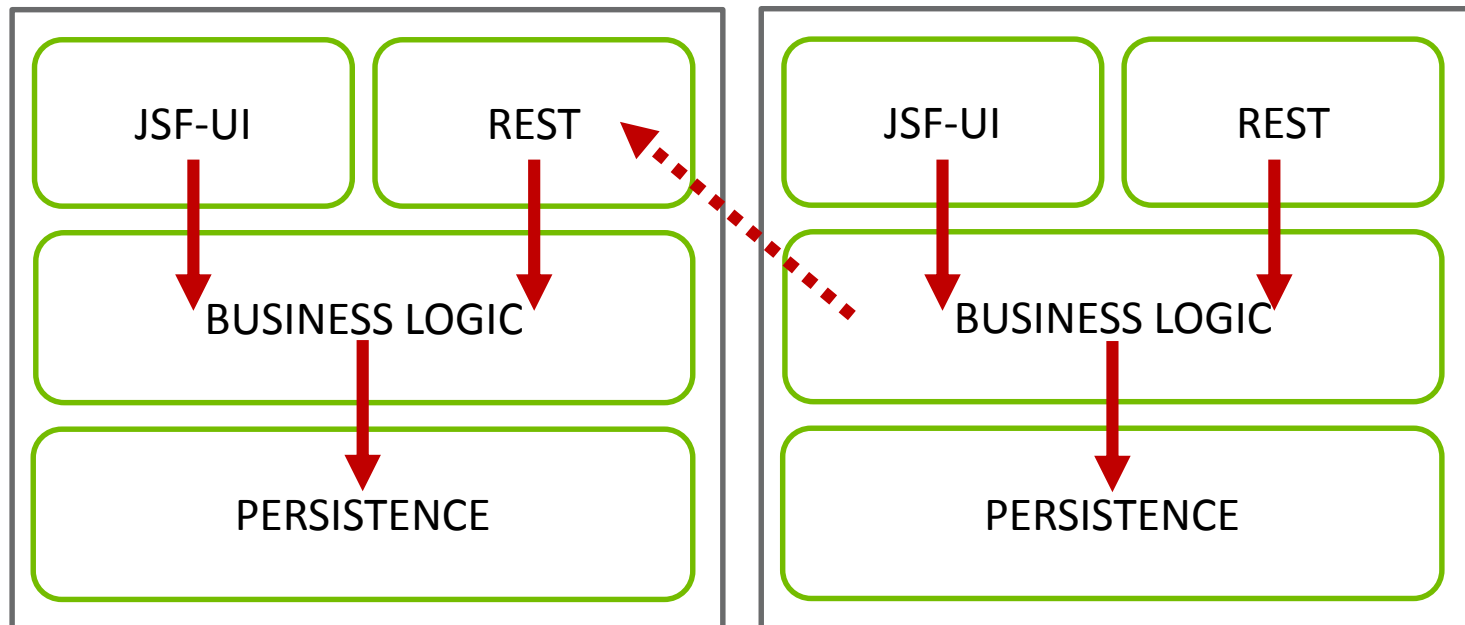 JSF-UI
REST
BUSINESS LOGIC
PERSISTENCE
JSF-UI
REST
BUSINESS LOGIC
PERSISTENCE